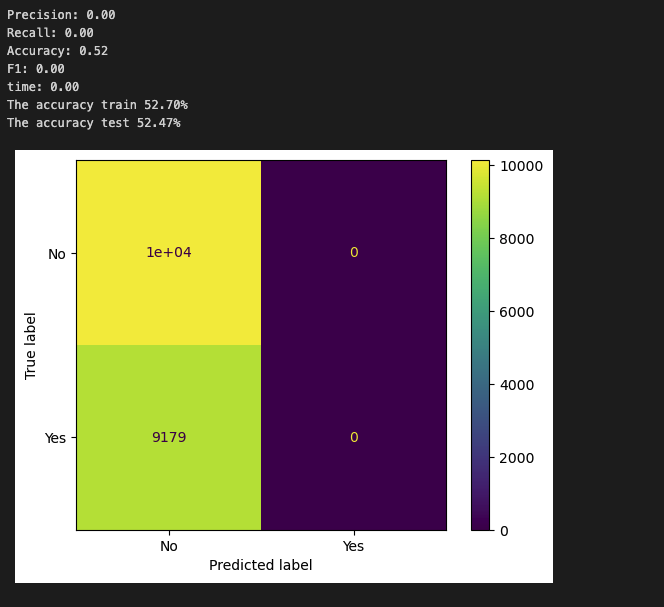 Precision: 0.00
Recall: 0.00
Accuracy: 0.52
F1: 0.00
time: 0.00
The accuracy train 52.70%
The accuracy test 52.47%
10000
1e+04
0
No
8000
6000
True label
4000
9179
0
Yes
2000
0
No
Yes
Predicted label